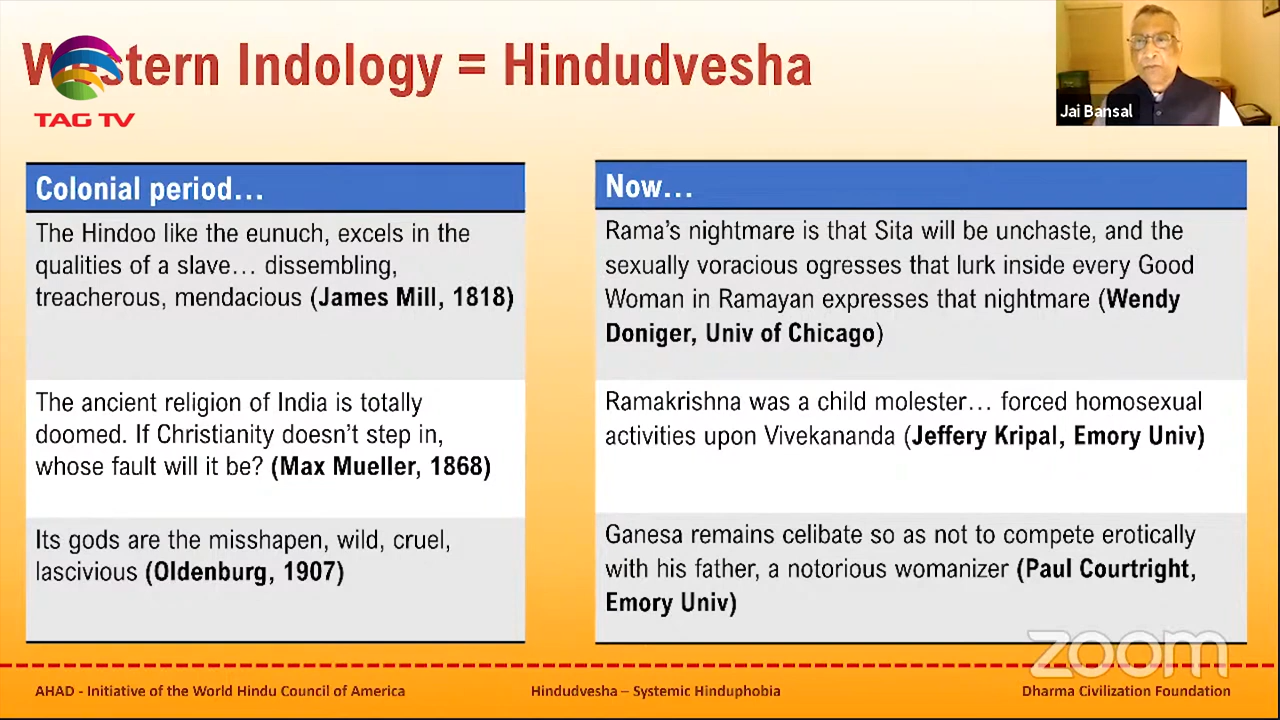 Western Indology = Hindudvesha
TAG TV
Jai Bansal
Colonial period…
The Hindoo like the eunuch, excels in the
qualities of a slave… dissembling,
treacherous, mendacious (James Mill, 1818)
The ancient religion of India is totally
doomed. If Christianity doesn't step in,
whose fault will it be? (Max Mueller, 1868)
Its gods are the misshapen, wild, cruel,
lascivious (Oldenburg, 1907)
Now…
Rama's nightmare is that Sita will be unchaste, and the
sexually voracious ogresses that lurk inside every Good
Woman in Ramayan expresses that nightmare (Wendy
Doniger, Univ of Chicago)
Ramakrishna was a child molester… forced homosexual
activities upon Vivekananda (Jeffery Kripal, Emory Univ)
Ganesa remains celibate so as not to compete erotically
with his father, a notorious womanizer (Paul Courtright,
Emory Univ)
zoom
AHAD - Initiative of the World Hindu Council of America
Hindudvesha – Systemic Hinduphobia
Dharma Civilization Foundation